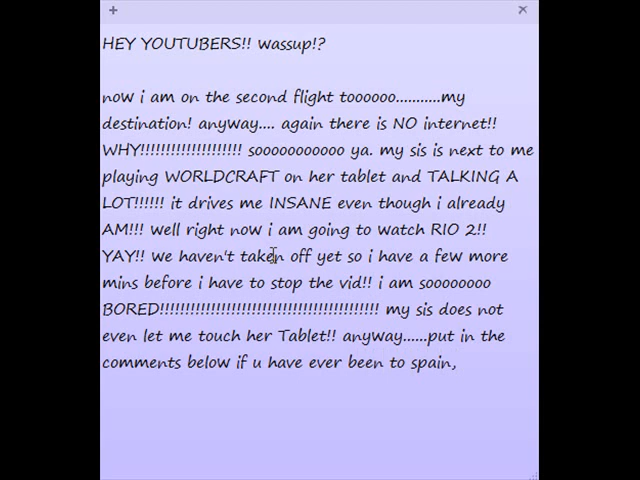 HEY YOUTUBERS!! wassup!?
now i am on the second flight toooooo...........my
destination! anyway.... again there is NO internet!!
WHY!!!!!!!!!!!!!!!!!!!! sooooooooooo ya. my sis is next to me
playing WORLDCRAFT on her tablet and TALKING A
LOT!!!!!! it drives me INSANE even though i already
AM!!! well right now i am going to watch RIO 2!!
YAY!! we haven't taken off yet so i have a few more
mins before i have to stop the vid!! i am soooooooo
BORED!!!!!!!!!!!!!!!!!!!!!!!!!!!!!!!!!!!!!!!!!!! my sis does not
even let me touch her Tablet!! anyway......put in the
comments below if u have ever been to spain,